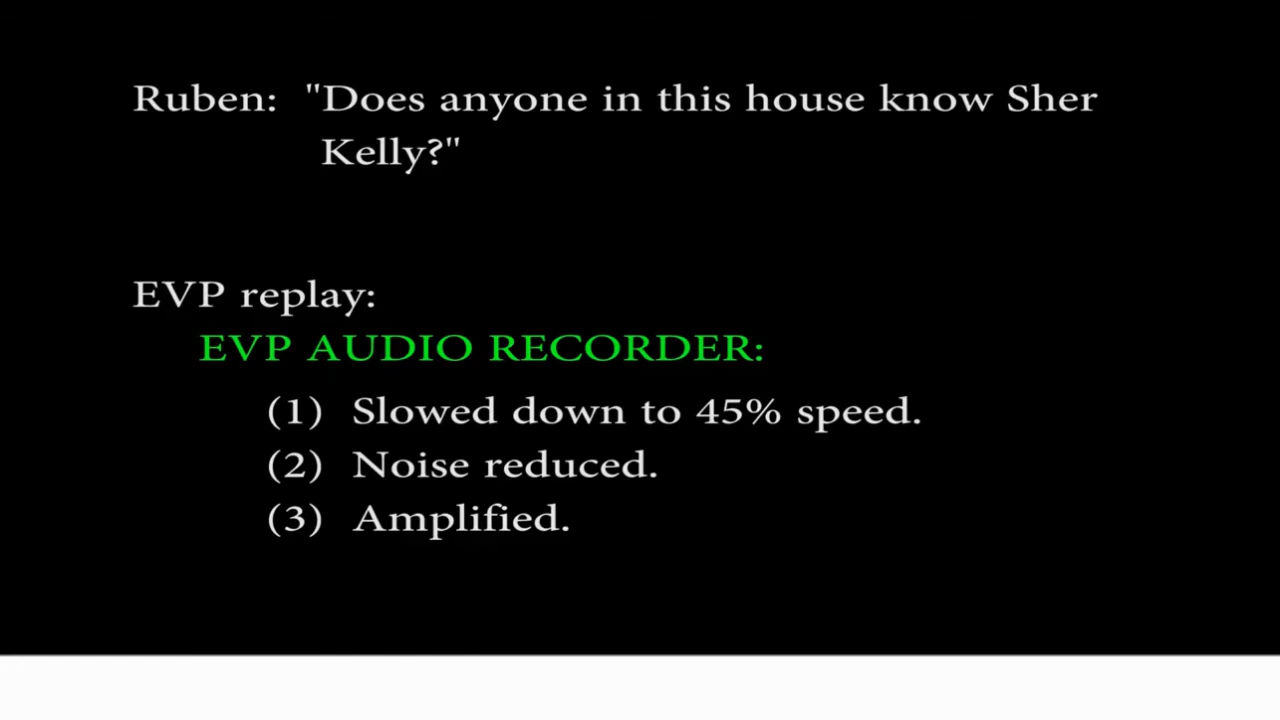 Ruben: "Does anyone in this house know Sher
Kelly?"
EVP replay:
EVP AUDIO RECORDER:
(1) Slowed down to 45% speed.
(2) Noise reduced.
(3) Amplified.